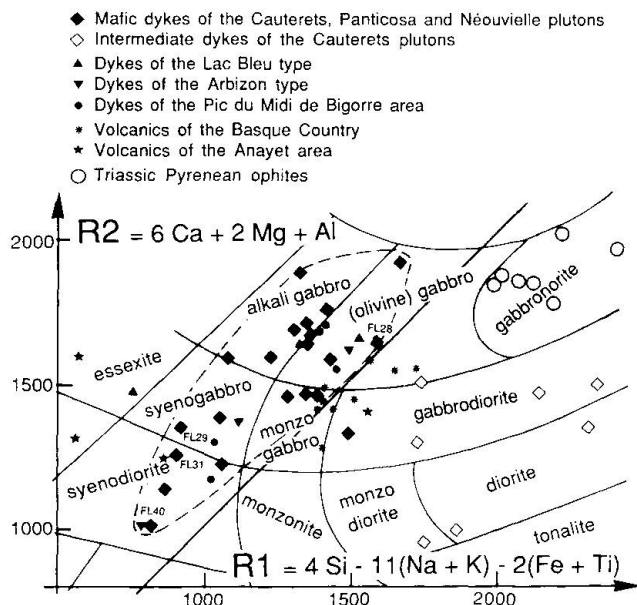 ◆ Mafic dykes of the Cauterets, Panticosa and Néouvielle plutons
◇ Intermediate dykes of the Cauterets plutons
▲ Dykes of the Lac Bleu type
▼ Dykes of the Arbizon type
● Dykes of the Pic du Midi de Bigorre area
* Volcanics of the Basque Country
★ Volcanics of the Anayet area
○ Triassic Pyrenean ophites
2000
R2 = 6 Ca + 2 Mg + Al
alkali gabbro
(olivine) gabbro
gabbronorite
FL28
1500
essexite
syenogabbro
monzo
gabbro
gabbrodiorite
FL29
FL31
syenodiorite
monzonite
monzo
diorite
diorite
tonalite
1000
FL40
R1 = 4 Si - 11(Na + K) - 2(Fe + Ti)
1000
1500
2000